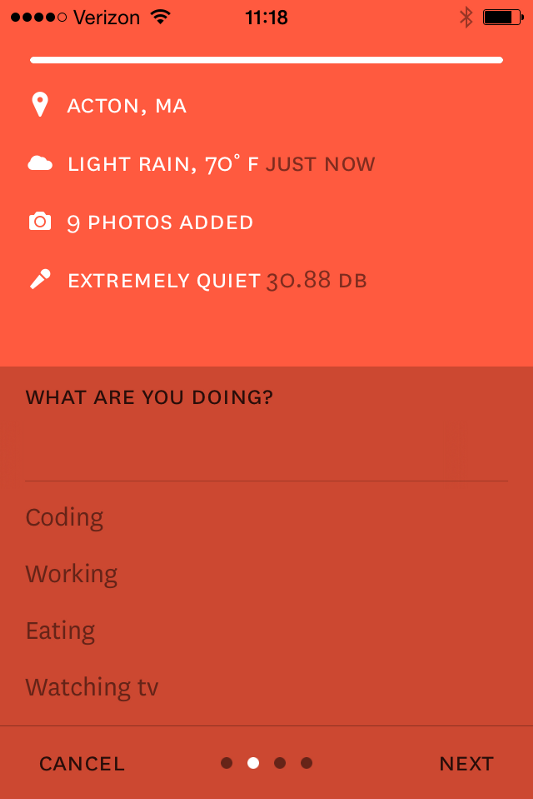 Verizon 11:18
ACTON, MA
LIGHT RAIN, 70° F JUST NOW
9 PHOTOS ADDED
EXTREMELY QUIET 30.88 DB
WHAT ARE YOU DOING?
Coding
Working
Eating
Watching tv
CANCEL NEXT